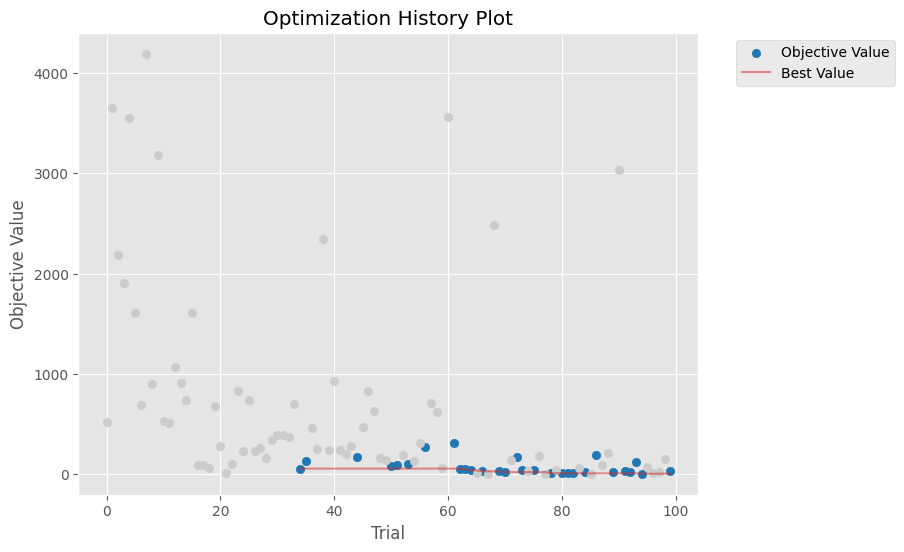 Optimization History Plot
Objective Value
Best Value
Objective Value
4000
3000
2000
1000
0
0 20 40 60 80 100
Trial